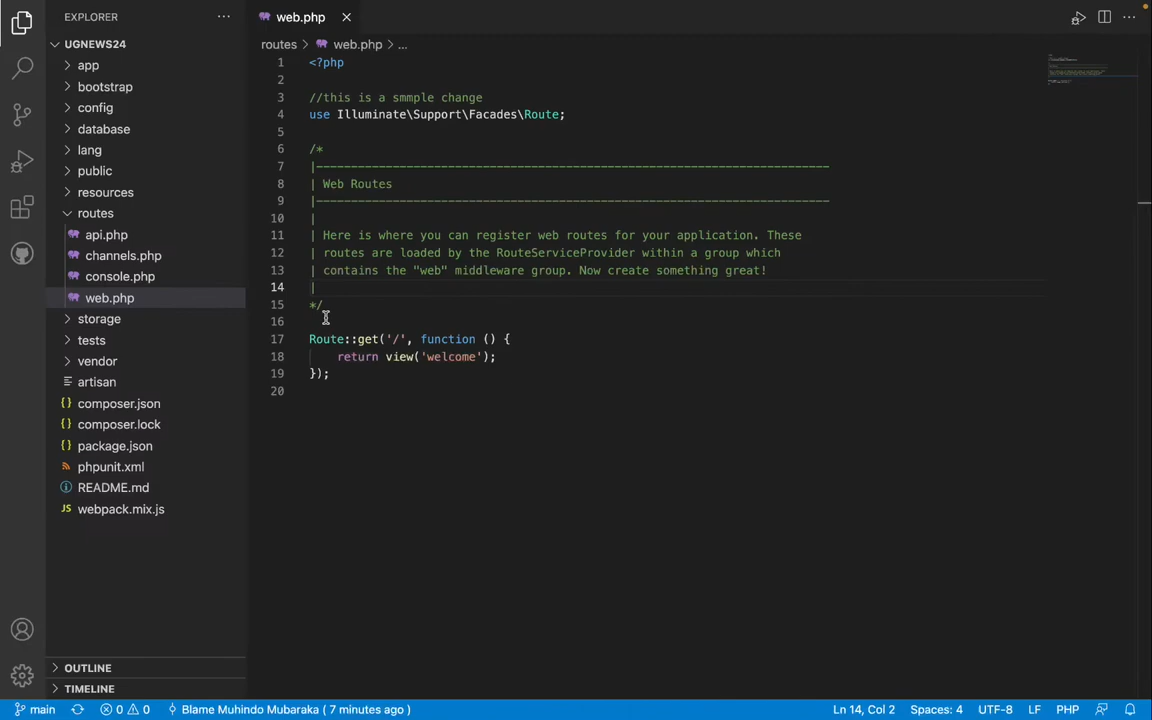 EXPLORER
UGNEWS24
app
bootstrap
config
database
lang
public
resources
routes
api.php
channels.php
console.php
web.php
storage
tests
vendor
artisan
{} composer.json
{} composer.lock
{} package.json
phpunit.xml
README.md
JS webpack.mix.js
OUTLINE
TIMELINE
web.php
routes > web.php > ...
1 <?php
2
3 //this is a smmple change
4 use Illuminate\Support\Facades\Route;
5
6 /*
7 |--------------------------------------------------------------------------
8 | Web Routes
9 |--------------------------------------------------------------------------
10 |
11 | Here is where you can register web routes for your application. These
12 | routes are loaded by the RouteServiceProvider within a group which
13 | contains the "web" middleware group. Now create something great!
14 |
15 */
16
17 Route::get('/', function () {
18 return view('welcome');
19 });
20
main 0 0 Blame Muhindo Mubaraka ( 7 minutes ago ) Ln 14, Col 2 Spaces: 4 UTF-8 LF PHP